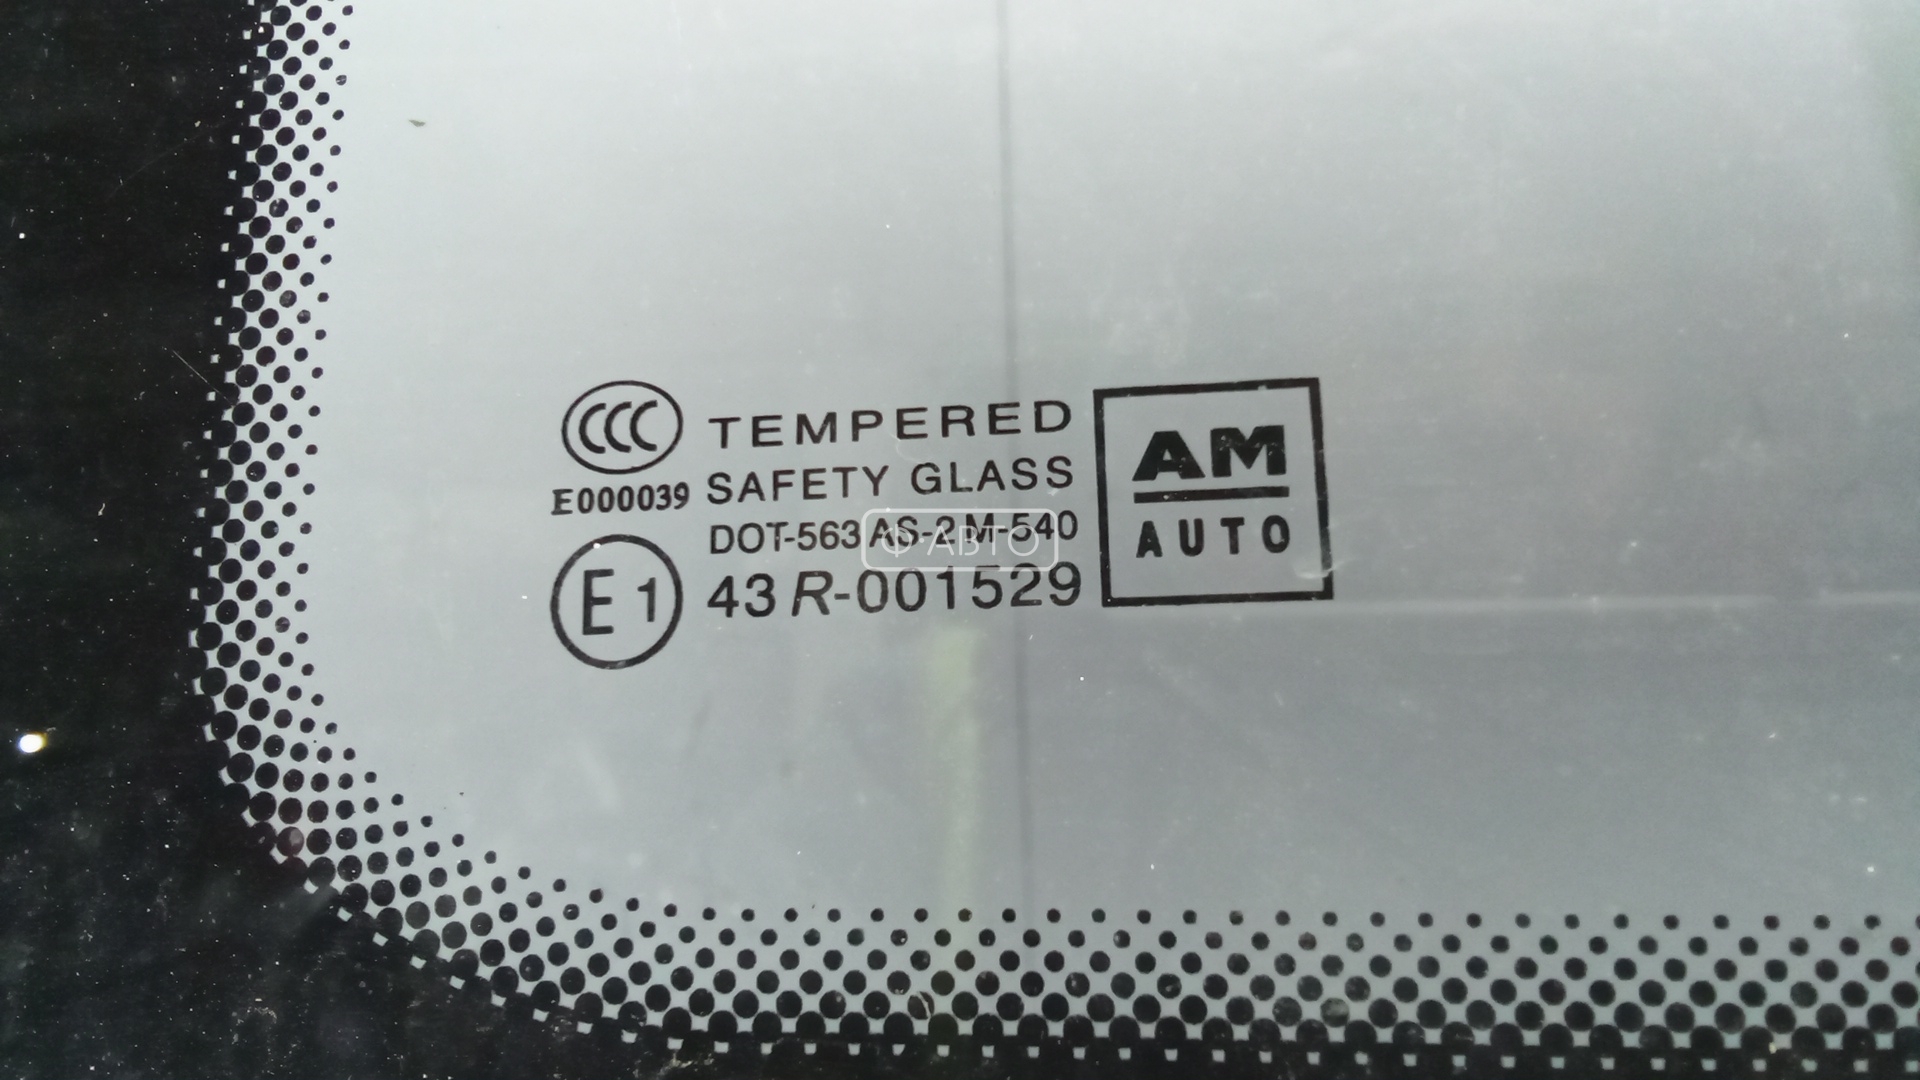 CCC
E000039
TEMPERED
SAFETY GLASS
DOT-563 AS-2 M-540
E1
43R-001529
AM
AUTO
Ф АВТО